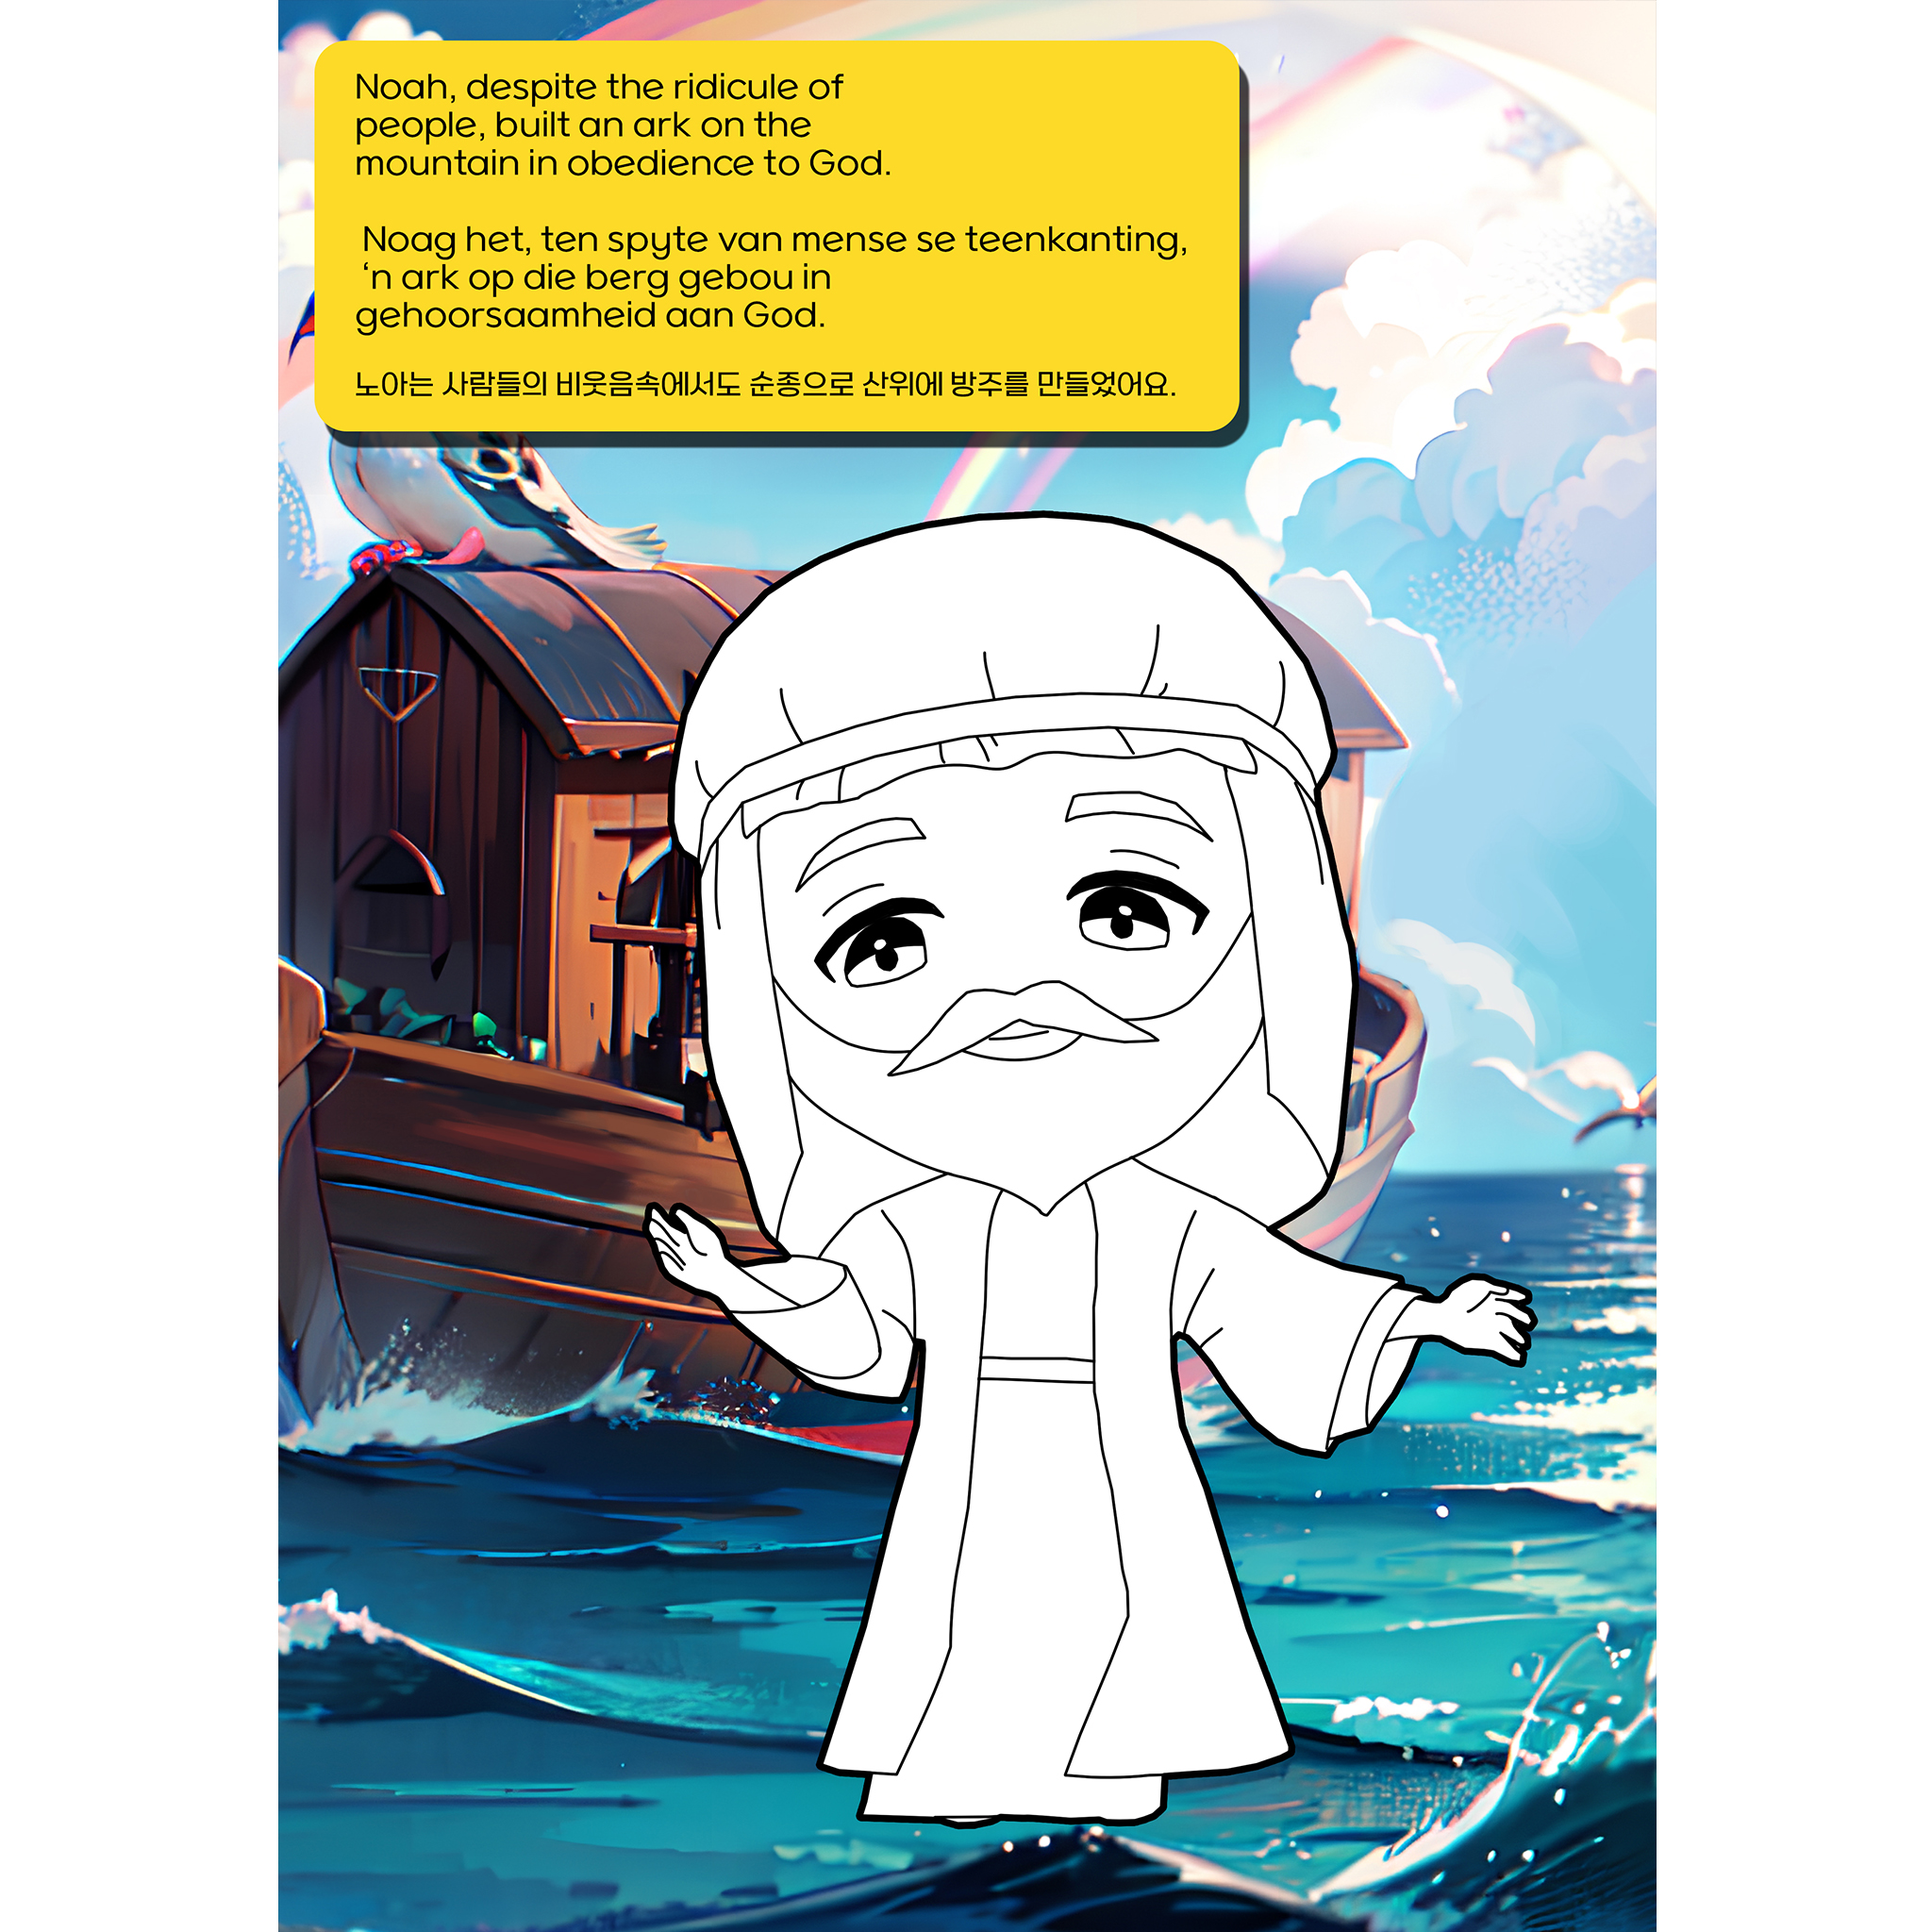 Noah, despite the ridicule of
people, built an ark on the
mountain in obedience to God.
Noag het, ten spyte van mense se teenkanting,
‘n ark op die berg gebou in
gehoorsaamheid aan God.
노아는 사람들의 비웃음속에서도 순종으로 산위에 방주를 만들었어요.